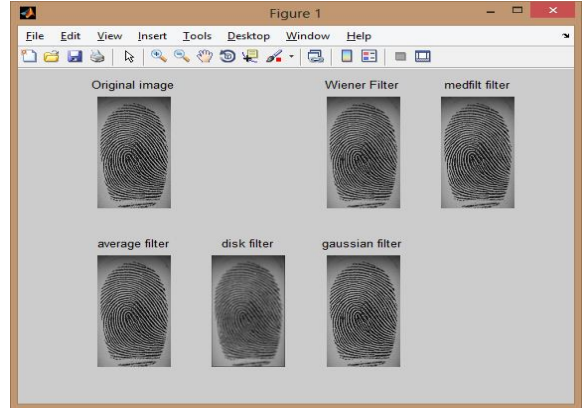 Figure 1
File Edit View Insert Tools Desktop Window Help
Original image Wiener Filter medfilt filter
average filter disk filter gaussian filter